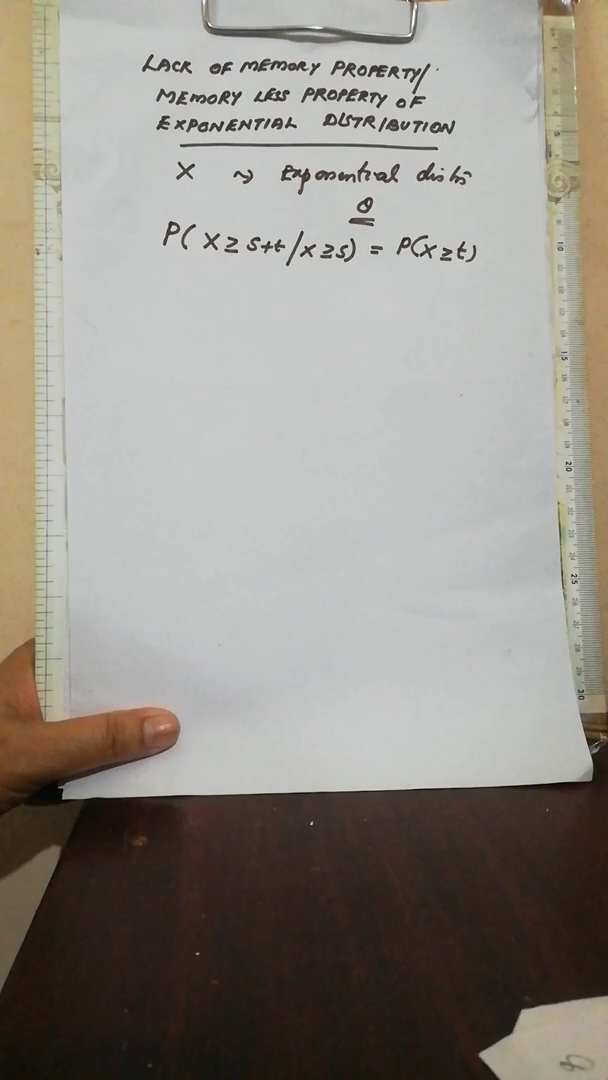 LACK OF MEMORY PROPERTY/
MEMORY LESS PROPERTY OF
EXPONENTIAL DISTRIBUTION
X ~> Exponential distn
θ
P( X ≥ s+t / X ≥ s) = P(X ≥ t)